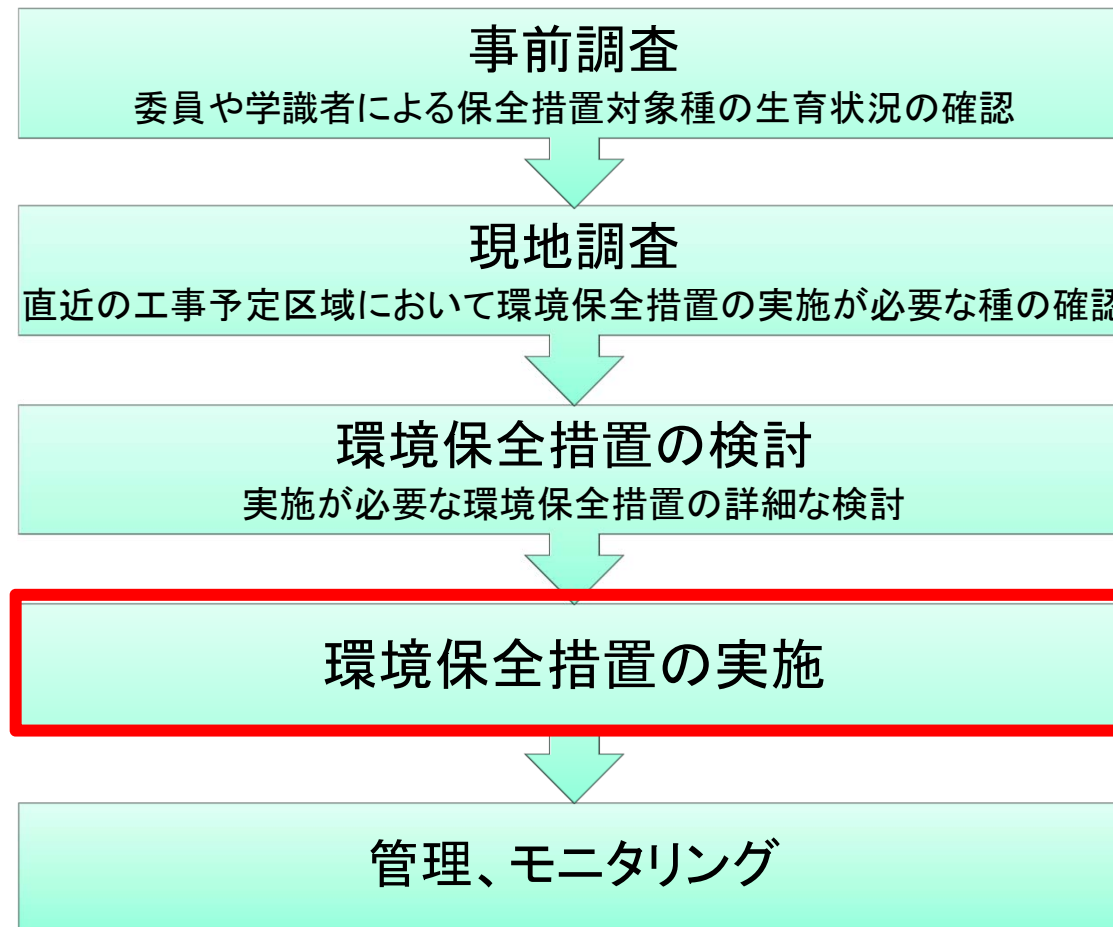 事前調査
委員や学識者による保全措置対象種の生育状況の確認
現地調査
直近の工事予定区域において環境保全措置の実施が必要な種の確認
環境保全措置の検討
実施が必要な環境保全措置の詳細な検討
環境保全措置の実施
管理、モニタリング